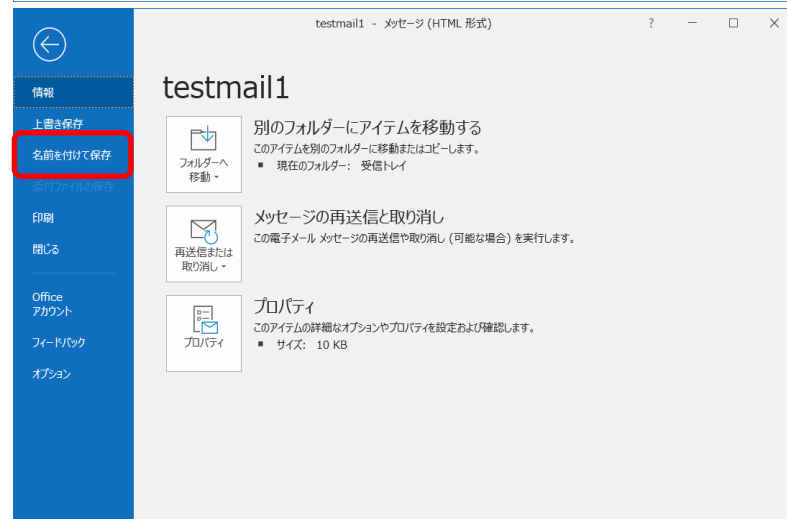 testmail1 - メッセージ (HTML 形式) ? － □ ×
情報
上書き保存
名前を付けて保存
添付ファイルの保存
印刷
閉じる
Office
アカウント
フィードバック
オプション
testmail1
フォルダーへ
移動
別のフォルダーにアイテムを移動する
このアイテムを別のフォルダーに移動またはコピーします。
■ 現在のフォルダー: 受信トレイ
再送信または
取り消し
メッセージの再送信と取り消し
この電子メール メッセージの再送信や取り消し (可能な場合) を実行します。
プロパティ
プロパティ
このアイテムの詳細なオプションやプロパティを設定および確認します。
■ サイズ: 10 KB